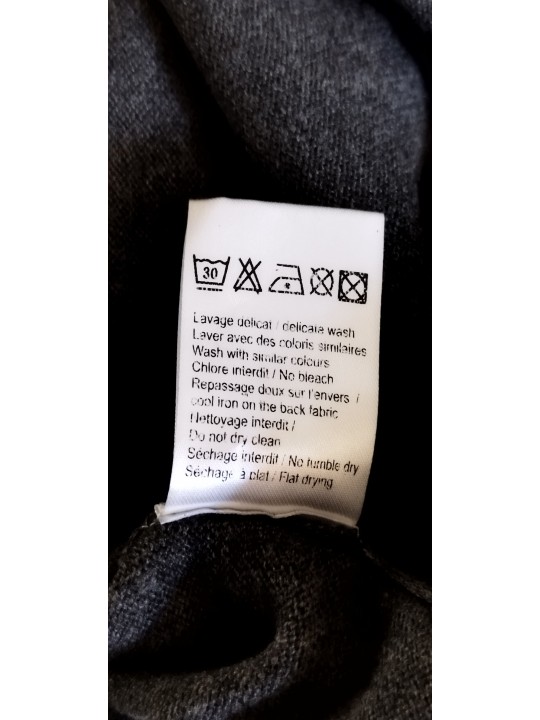 30
Lavage délicat / delicate wash
Laver avec des coloris similaires
Wash with similar colours
Chlore interdit / No bleach
Repassage doux sur l'envers /
cool iron on the back fabric
Nettoyage interdit /
Do not dry clean
Séchage interdit / No tumble dry
Séchage à plat / Flat drying